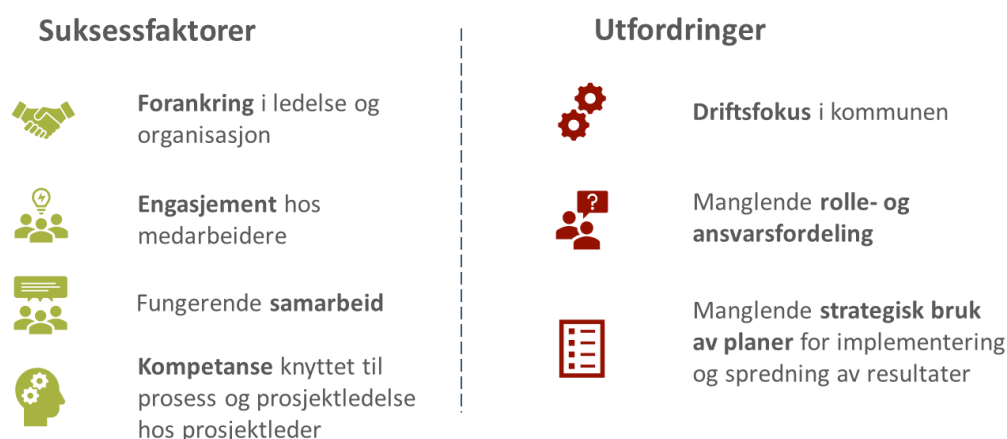 Suksessfaktorer
Forankring i ledelse og
organisasjon
Engasjement hos
medarbeidere
Fungerende samarbeid
Kompetanse knyttet til
prosess og prosjektledelse
hos prosjektleder
Utfordringer
Driftsfokus i kommunen
?
Manglende rolle- og
ansvarsfordeling
Manglende strategisk bruk
av planer for implementering
og spredning av resultater